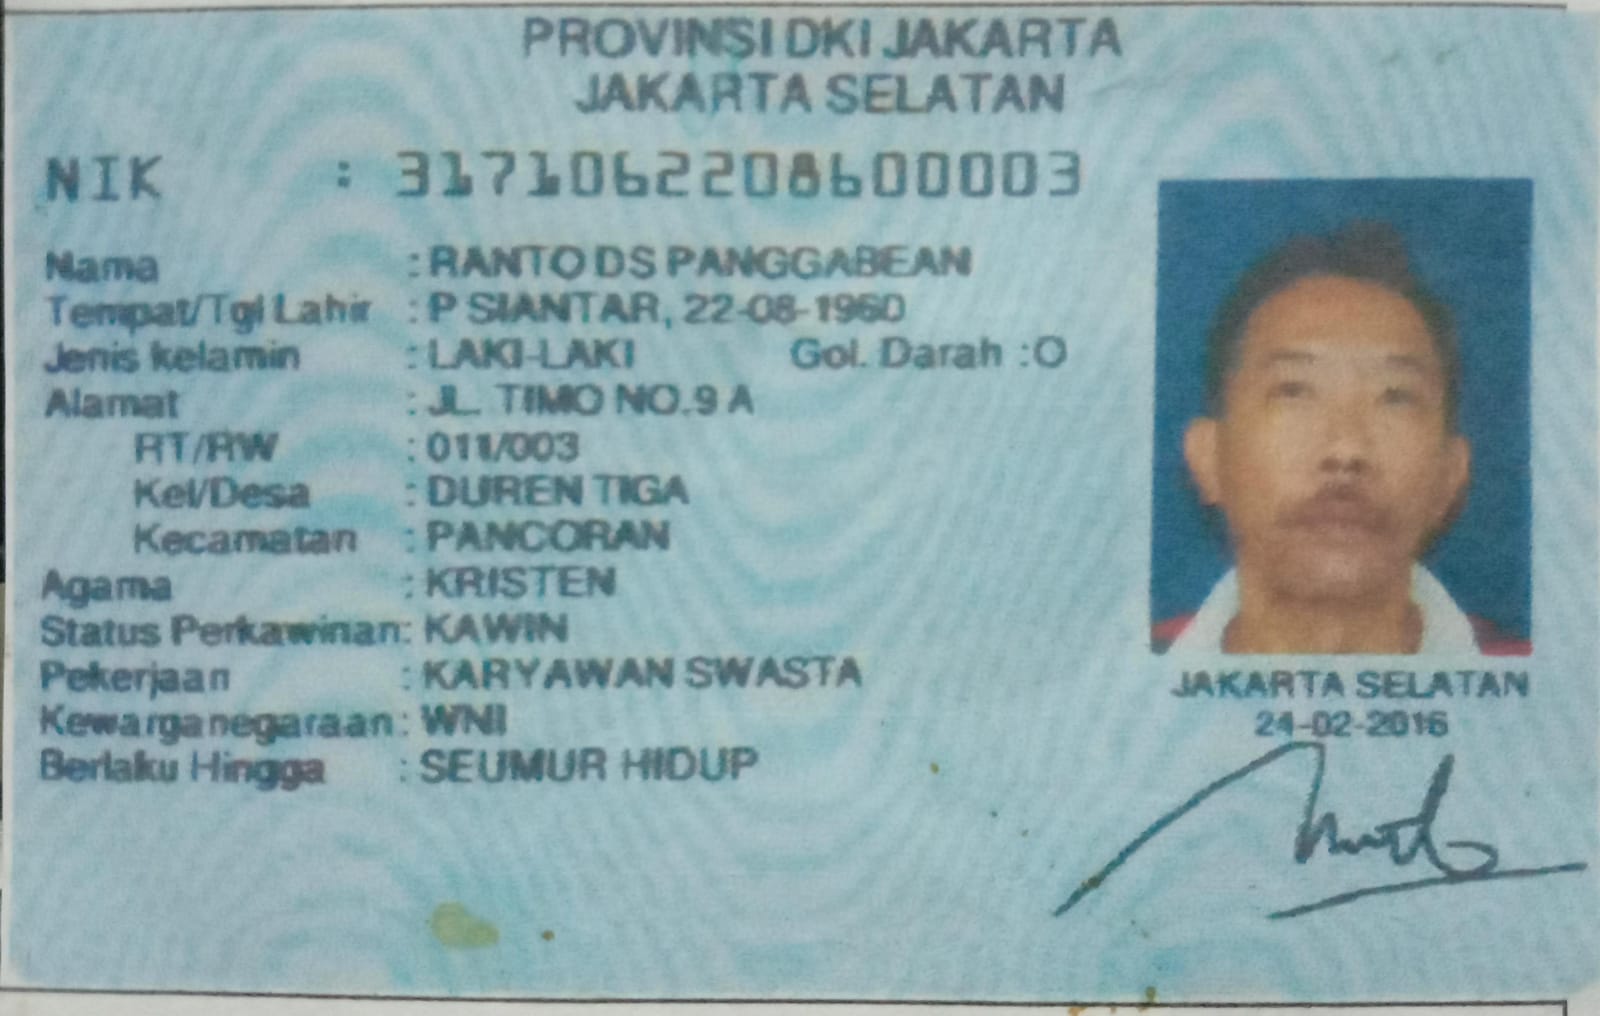 PROVINSI DKI JAKARTA
JAKARTA SELATAN
NIK : 3171062208600003
Nama : RANTO DS PANGGABEAN
Tempat/Tgl Lahir : P SIANTAR, 22-08-1960
Jenis kelamin : LAKI-LAKI Gol. Darah : O
Alamat : JL. TIMO NO.9 A
RT/RW : 011/003
Kel/Desa : DUREN TIGA
Kecamatan : PANCORAN
Agama : KRISTEN
Status Perkawinan : KAWIN
Pekerjaan : KARYAWAN SWASTA
Kewarganegaraan : WNI
Berlaku Hingga : SEUMUR HIDUP
JAKARTA SELATAN
24-02-2016